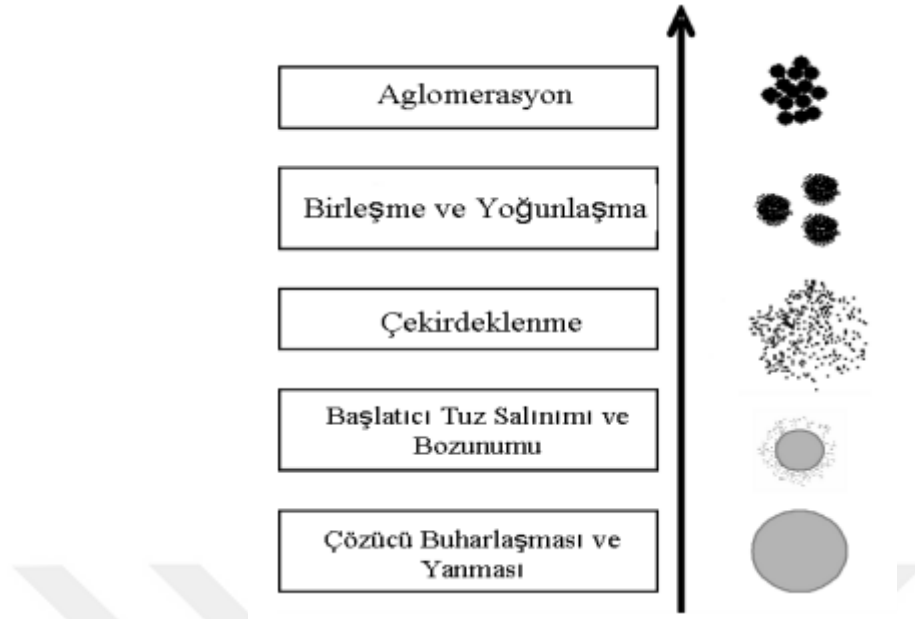 Aglomerasyon
Birleşme ve Yoğunlaşma
Çekirdeklenme
Başlatıcı Tuz Salınımı ve
Bozunumu
Çözücü Buharlaşması ve
Yanması